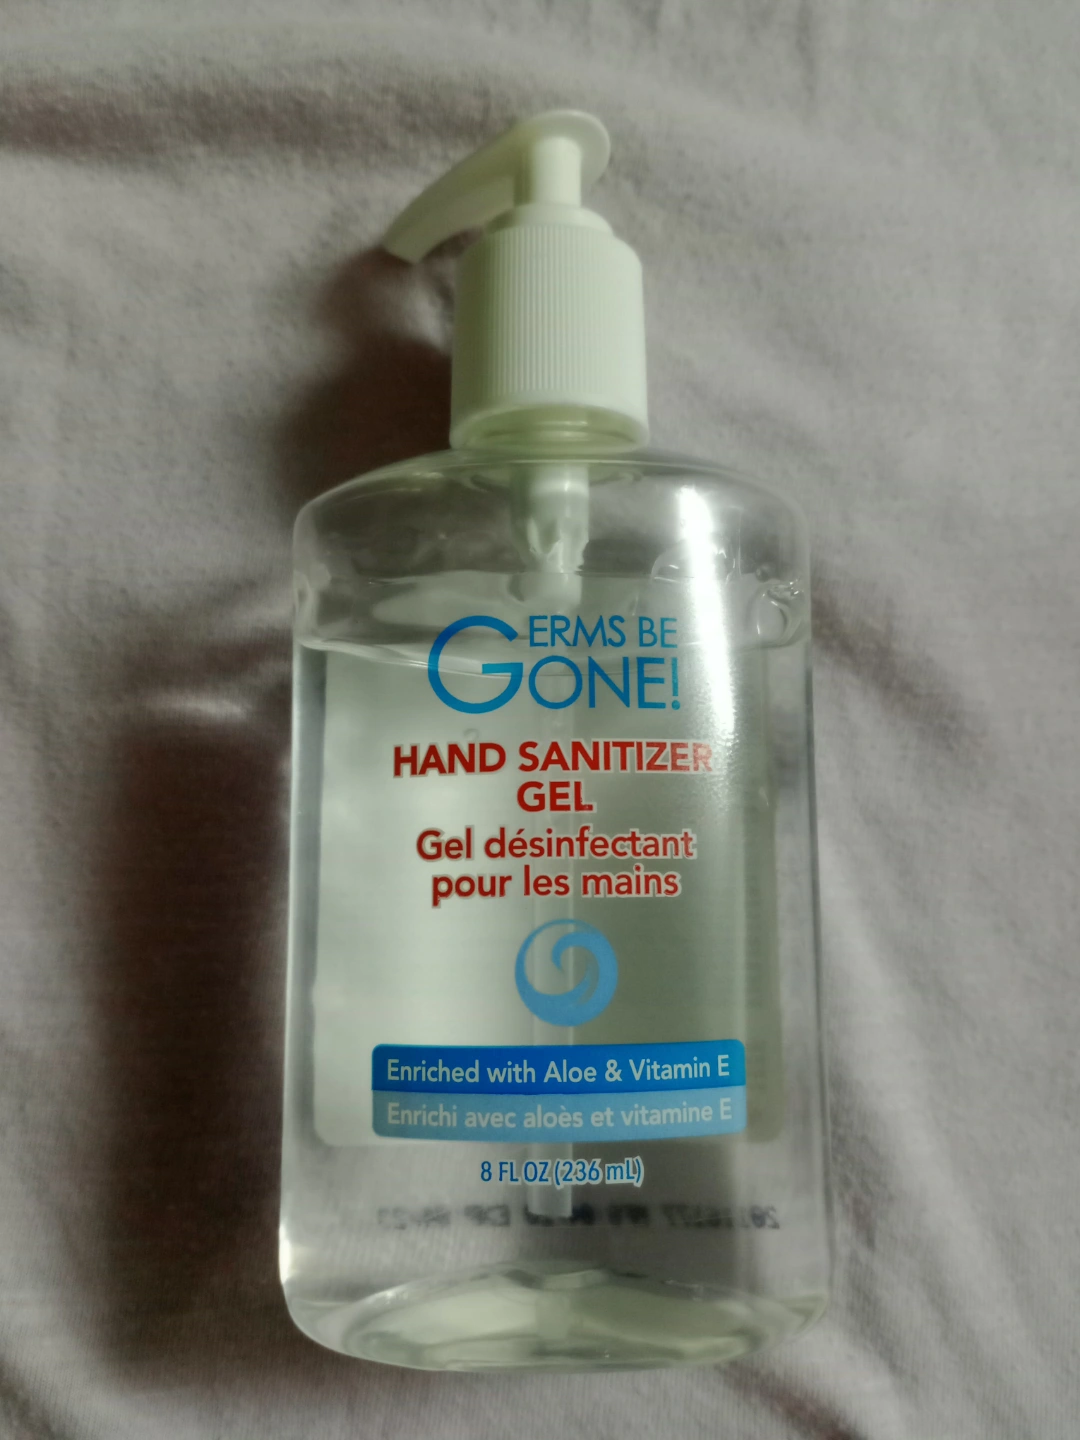 GERMS BE
GONE!
HAND SANITIZER
GEL
Gel désinfectant
pour les mains
Enriched with Aloe & Vitamin E
Enrichi avec aloès et vitamine E
8 FL OZ (236 mL)
EXP